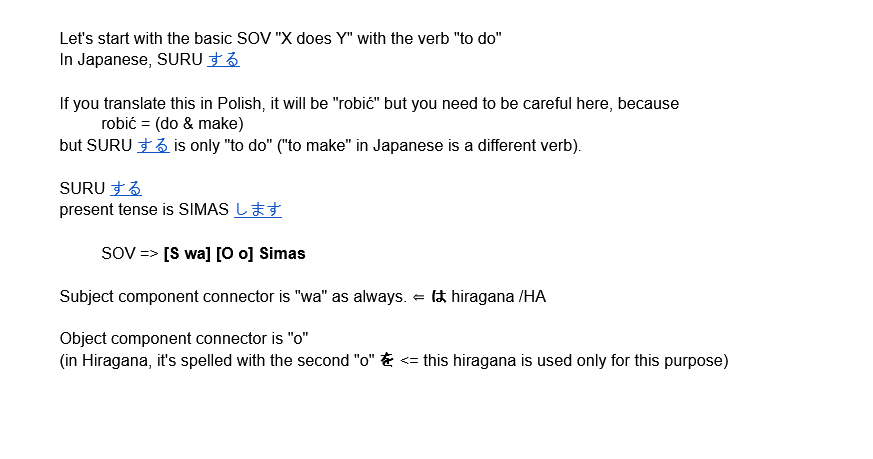 Let's start with the basic SOV "X does Y" with the verb "to do"
In Japanese, SURU する
If you translate this in Polish, it will be "robić" but you need to be careful here, because
robić = (do & make)
but SURU する is only "to do" ("to make" in Japanese is a different verb).
SURU する
present tense is SIMAS します
SOV => [S wa] [O o] Simas
Subject component connector is "wa" as always. ⇐ は hiragana /HA
Object component connector is "o"
(in Hiragana, it's spelled with the second "o" を <= this hiragana is used only for this purpose)